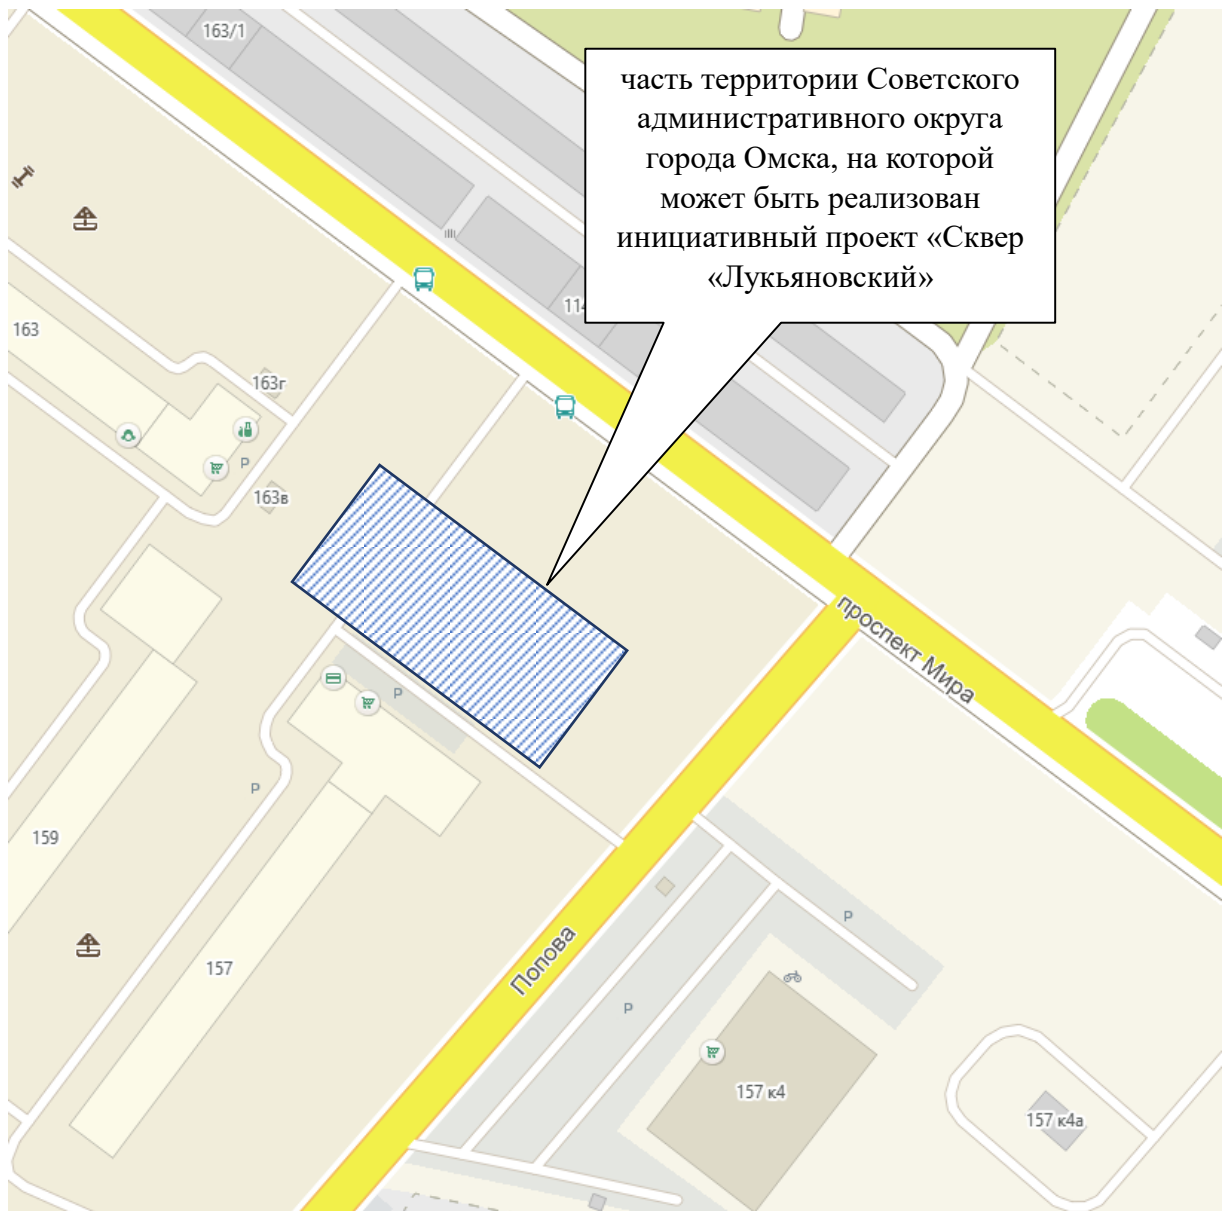 163/1
часть территории Советского
административного округа
города Омска, на которой
может быть реализован
инициативный проект «Сквер
«Лукьяновский»
163
163г
P
163в
проспект Мира
P
P
159
157
Попова
P
P
157 к4
157 к4а